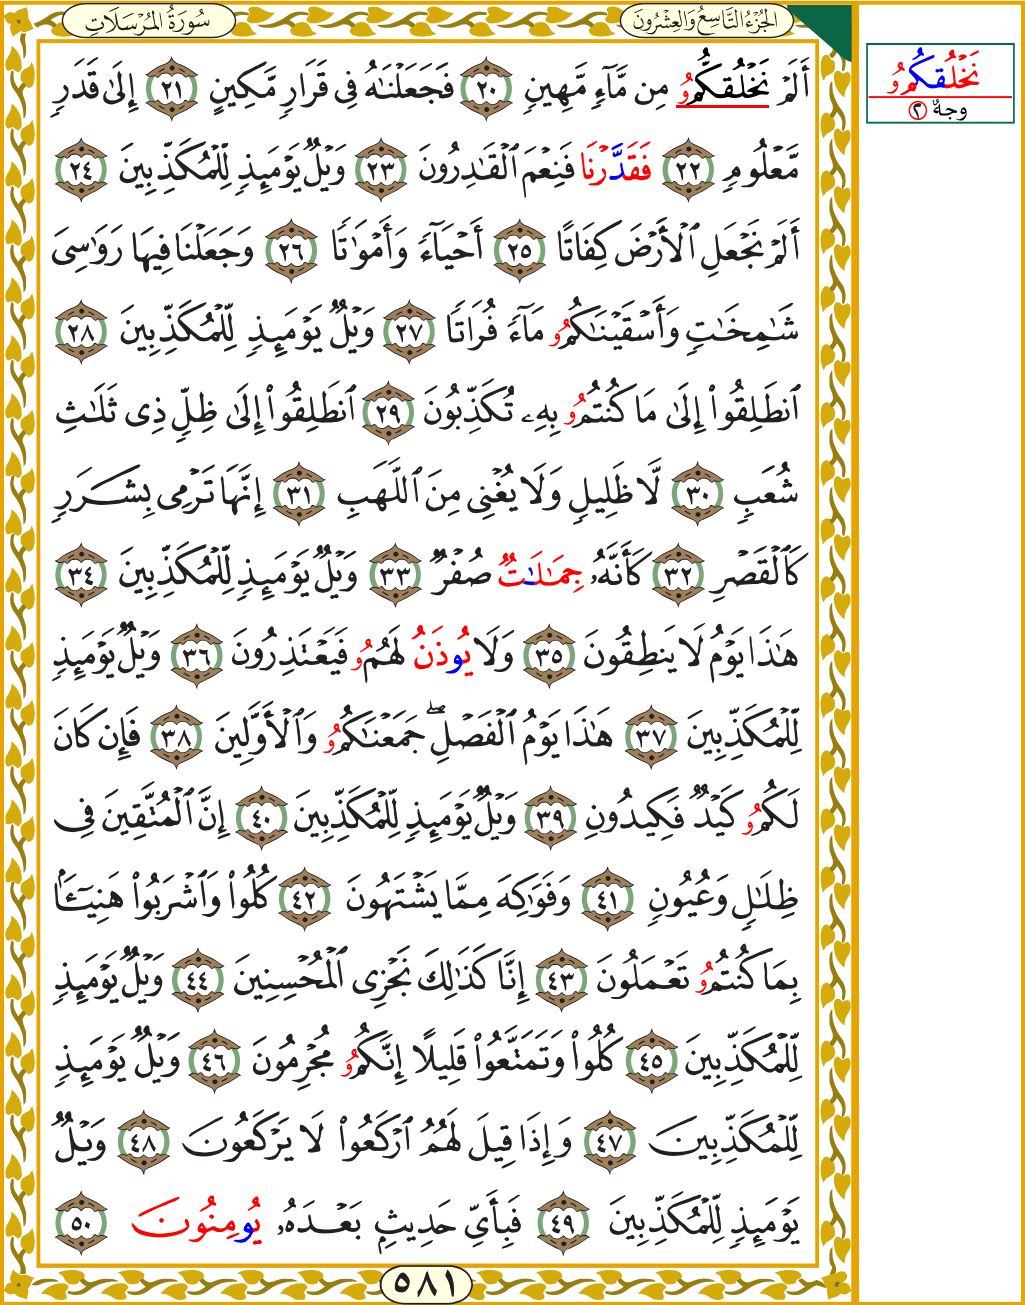 سُورَةُ المُرْسَلَاتِ
الجُزْءُ التَّاسِعُ وَالعِشْرُونَ
أَلَمۡ نَخۡلُقكُّمُۥ مِن مَّآءٖ مَّهِينٖ ٢٠ فَجَعَلۡنَٰهُ فِي قَرَارٖ مَّكِينٍ ٢١ إِلَىٰ قَدَرٖ
مَّعۡلُومٖ ٢٢ فَقَدَّرۡنَا فَنِعۡمَ ٱلۡقَٰدِرُونَ ٢٣ وَيۡلٞ يَوۡمَئِذٖ لِّلۡمُكَذِّبِينَ ٢٤
أَلَمۡ نَجۡعَلِ ٱلۡأَرۡضَ كِفَاتًا ٢٥ أَحۡيَآءٗ وَأَمۡوَٰتٗا ٢٦ وَجَعَلۡنَا فِيهَا رَوَٰسِيَ
شَٰمِخَٰتٖ وَأَسۡقَيۡنَٰكُمُۥ مَآءٗ فُرَاتٗا ٢٧ وَيۡلٞ يَوۡمَئِذٖ لِّلۡمُكَذِّبِينَ ٢٨
ٱنطَلِقُوٓاْ إِلَىٰ مَا كُنتُمُۥ بِهِۦ تُكَذِّبُونَ ٢٩ ٱنطَلِقُوٓاْ إِلَىٰ ظِلّٖ ذِي ثَلَٰثِ
شُعَبٖ ٣٠ لَّا ظَلِيلٖ وَلَا يُغۡنِي مِنَ ٱللَّهَبِ ٣١ إِنَّهَا تَرۡمِي بِشَرَرٖ
كَٱلۡقَصۡرِ ٣٢ كَأَنَّهُۥ جِمَٰلَٰتٞ صُفۡرٞ ٣٣ وَيۡلٞ يَوۡمَئِذٖ لِّلۡمُكَذِّبِينَ ٣٤
هَٰذَا يَوۡمُ لَا يَنطِقُونَ ٣٥ وَلَا يُوذَنُ لَهُمُۥ فَيَعۡتَذِرُونَ ٣٦ وَيۡلٞ يَوۡمَئِذٖ
لِّلۡمُكَذِّبِينَ ٣٧ هَٰذَا يَوۡمُ ٱلۡفَصۡلِۖ جَمَعۡنَٰكُمُۥ وَٱلۡأَوَّلِينَ ٣٨ فَإِن كَانَ
لَكُمُۥ كَيۡدٞ فَكِيدُونِ ٣٩ وَيۡلٞ يَوۡمَئِذٖ لِّلۡمُكَذِّبِينَ ٤٠ إِنَّ ٱلۡمُتَّقِينَ فِي
ظِلَٰلٖ وَعُيُونٖ ٤١ وَفَوَٰكِهَ مِمَّا يَشۡتَهُونَ ٤٢ كُلُواْ وَٱشۡرَبُواْ هَنِيٓـَٔۢا
بِمَا كُنتُمُۥ تَعۡمَلُونَ ٤٣ إِنَّا كَذَٰلِكَ نَجۡزِي ٱلۡمُحۡسِنِينَ ٤٤ وَيۡلٞ يَوۡمَئِذٖ
لِّلۡمُكَذِّبِينَ ٤٥ كُلُواْ وَتَمَتَّعُواْ قَلِيلًا إِنَّكُمُۥ مُجۡرِمُونَ ٤٦ وَيۡلٞ يَوۡمَئِذٖ
لِّلۡمُكَذِّبِينَ ٤٧ وَإِذَا قِيلَ لَهُمُ ٱرۡكَعُواْ لَا يَرۡكَعُونَ ٤٨ وَيۡلٞ
يَوۡمَئِذٖ لِّلۡمُكَذِّبِينَ ٤٩ فَبِأَيِّ حَدِيثِۭ بَعۡدَهُۥ يُومِنُونَ ٥٠
٥٨١
نَخۡلُقكُمُۥ
وجهٌ ٢